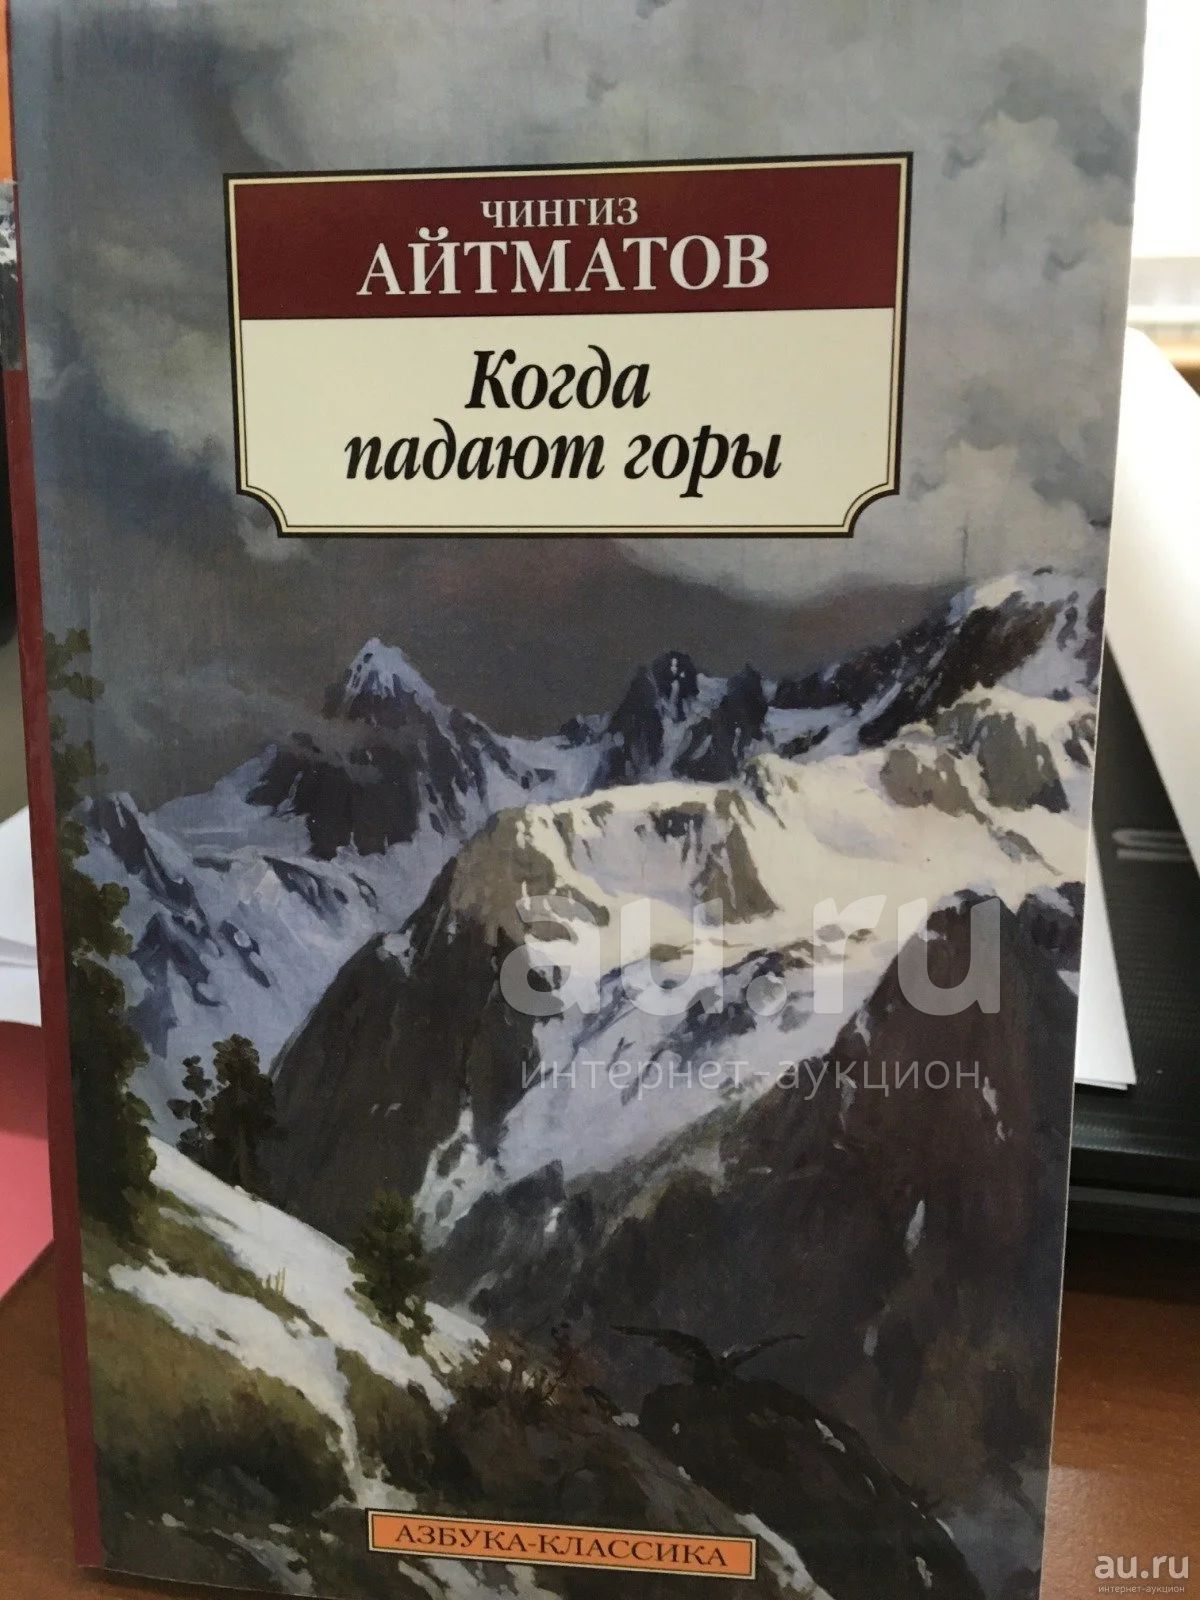 ЧИНГИЗ
АЙТМАТОВ
Когда
падают горы
au.ru
интернет-аукцион
АЗБУКА-КЛАССИКА
au.ru
интернет-аукцион